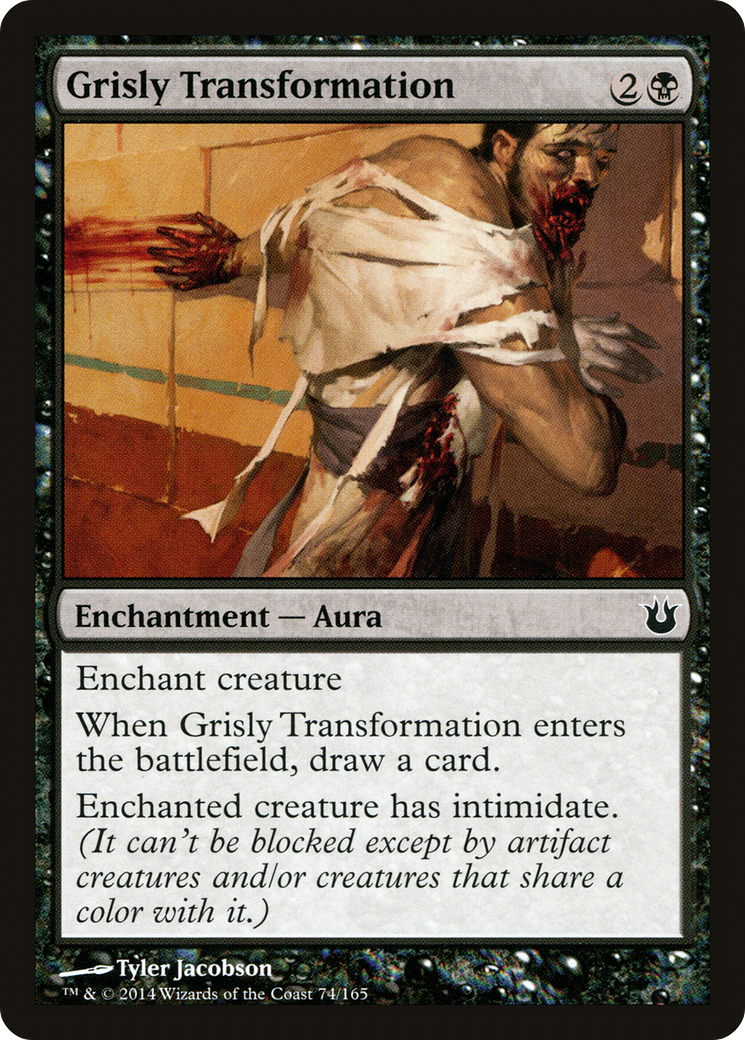 Grisly Transformation 2
Enchantment — Aura
Enchant creature
When Grisly Transformation enters
the battlefield, draw a card.
Enchanted creature has intimidate.
(It can't be blocked except by artifact
creatures and/or creatures that share a
color with it.)
Tyler Jacobson
™ & © 2014 Wizards of the Coast 74/165